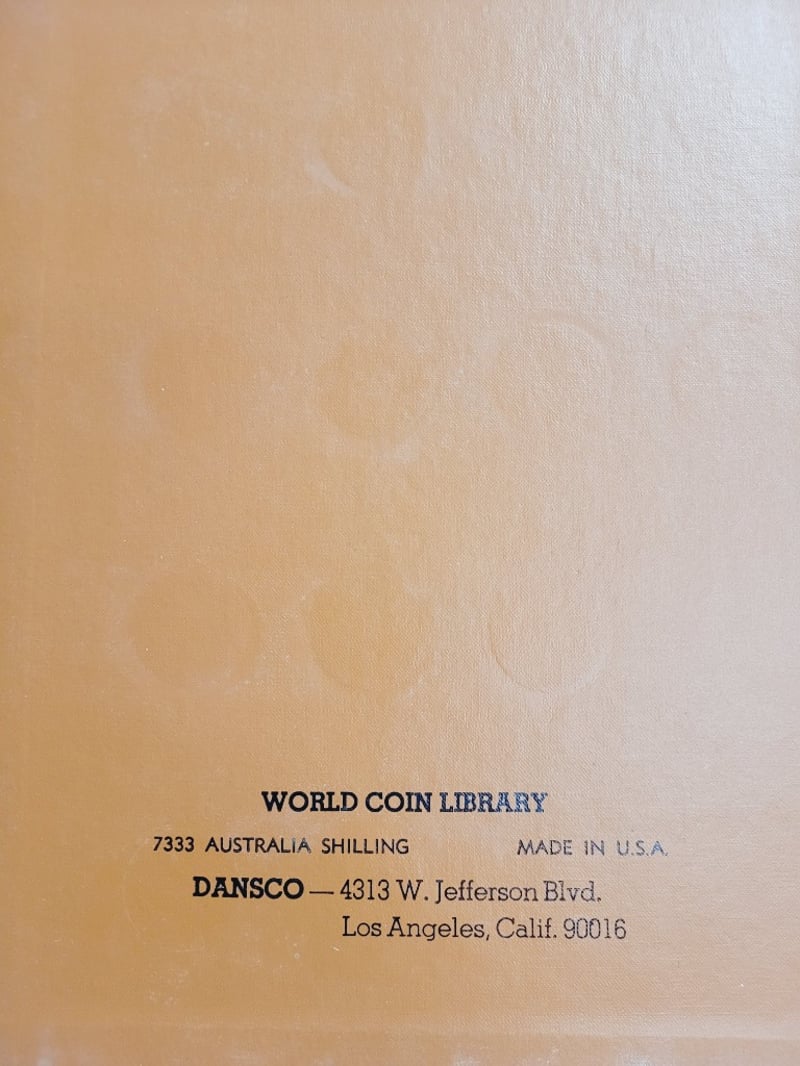 WORLD COIN LIBRARY
7333 AUSTRALIA SHILLING MADE IN U.S.A.
DANSCO — 4313 W. Jefferson Blvd.
Los Angeles, Calif. 90016